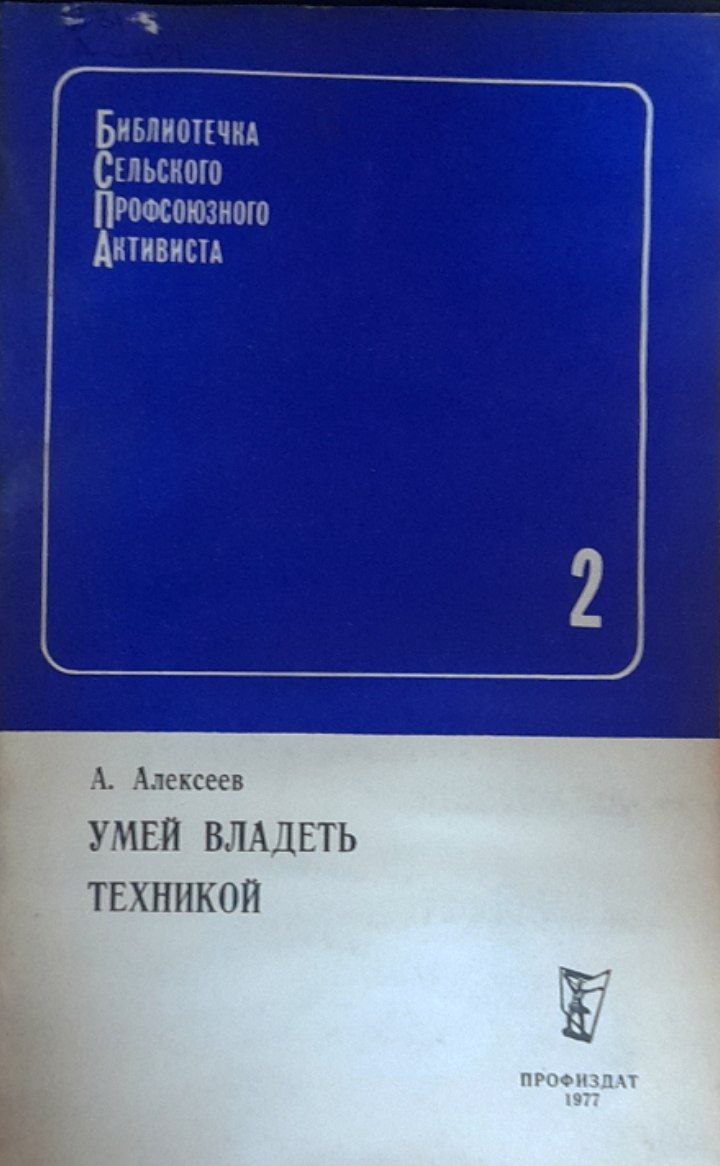 Библиотечка
Сельского
Профсоюзного
Активиста
2
А. Алексеев
УМЕЙ ВЛАДЕТЬ
ТЕХНИКОЙ
ПРОФИЗДАТ
1977